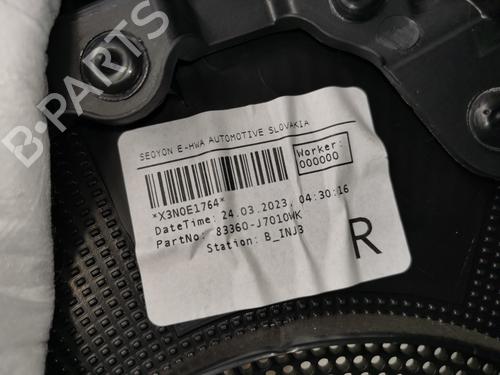 B-PARTS
SEOYON E-HWA AUTOMOTIVE SLOVAKIA
Worker:
000000
*X3N0E1764*
DateTime: 24.03.2023, 04:30:16
PartNo: 83360-J7010WK
Station: B_INJ3
R